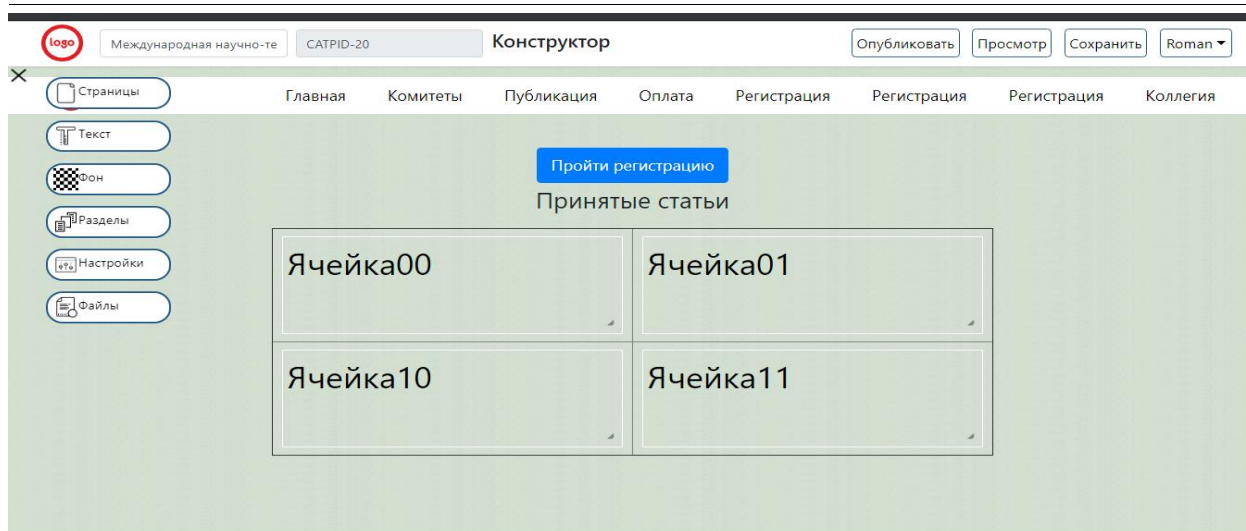 logo Международная научно-те CATPID-20 Конструктор Опубликовать Просмотр Сохранить Roman
Страницы
Главная Комитеты Публикация Оплата Регистрация Регистрация Регистрация Коллегия
Текст
Пройти регистрацию
Фон
Принятые статьи
Разделы
Ячейка00 Ячейка01
Настройки
Файлы
Ячейка10 Ячейка11